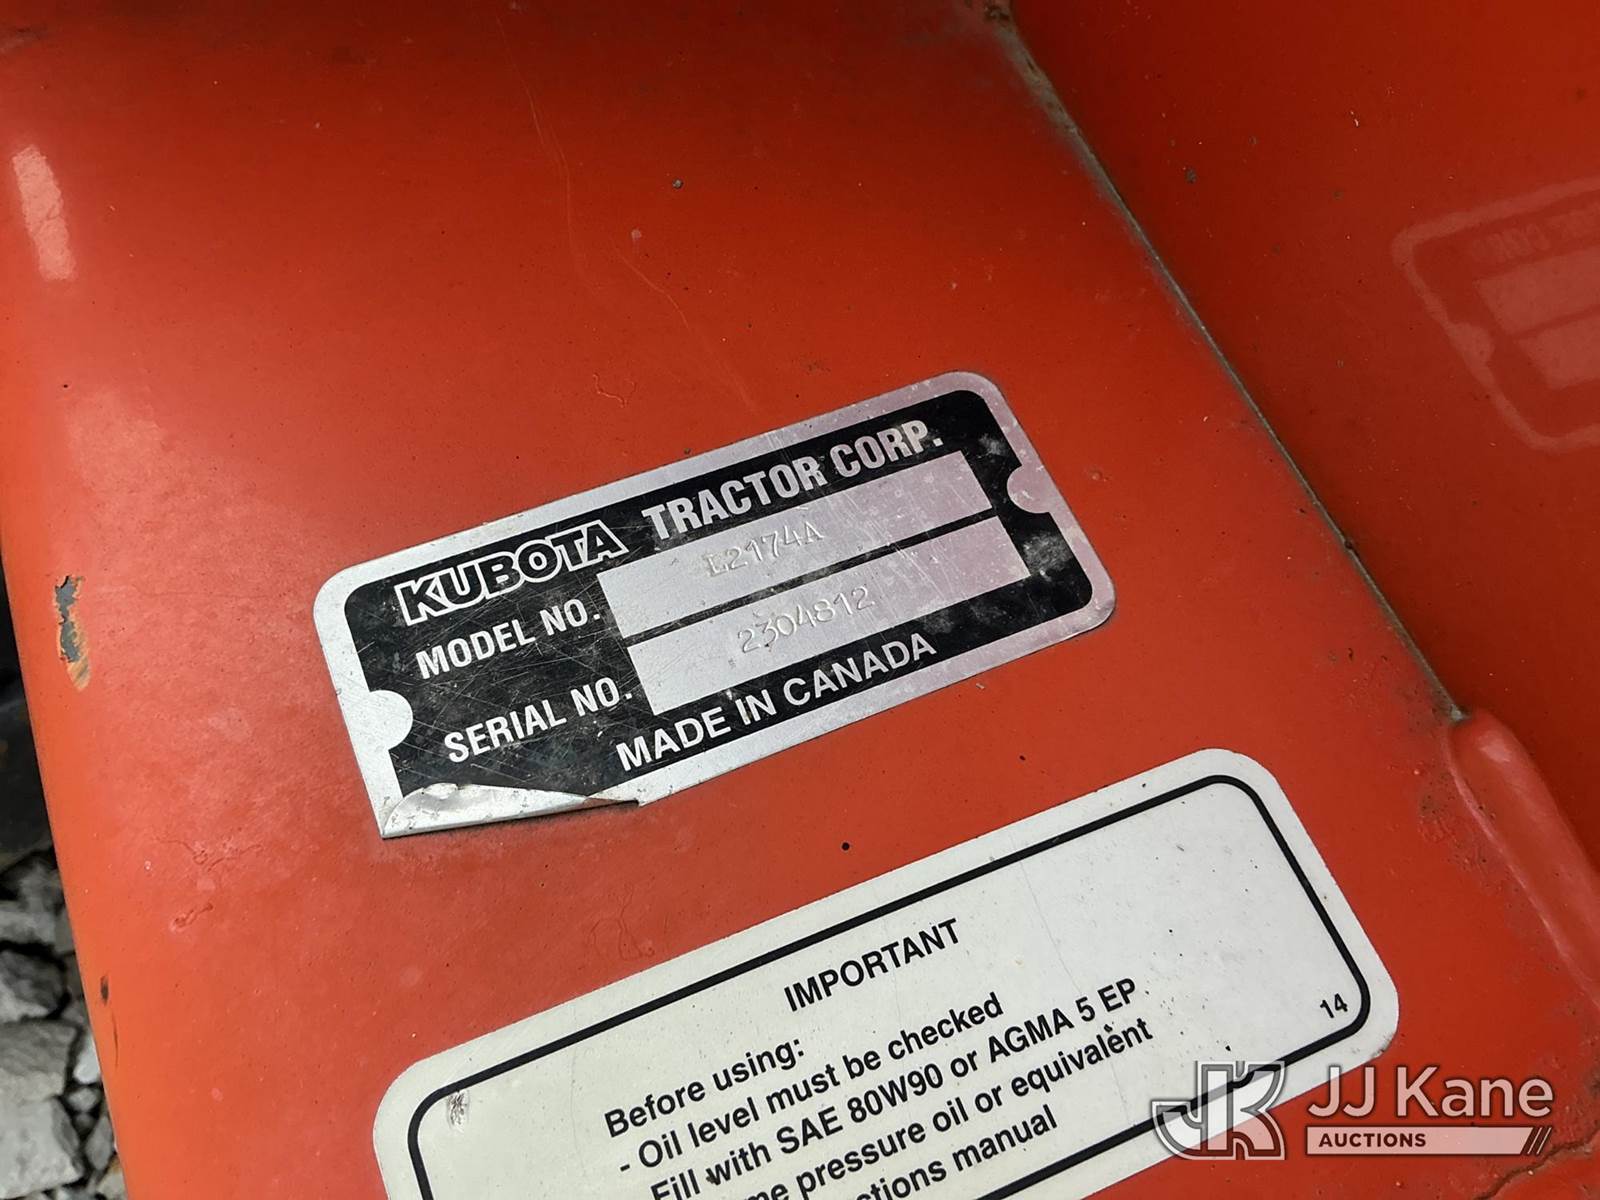 KUBOTA TRACTOR CORP.
MODEL NO. L2174A
SERIAL NO. 2304812
MADE IN CANADA
IMPORTANT
Before using:
- Oil level must be checked
Fill with SAE 80W90 or AGMA 5 EP
pressure oil or equivalent
manual
14
JJ Kane
AUCTIONS